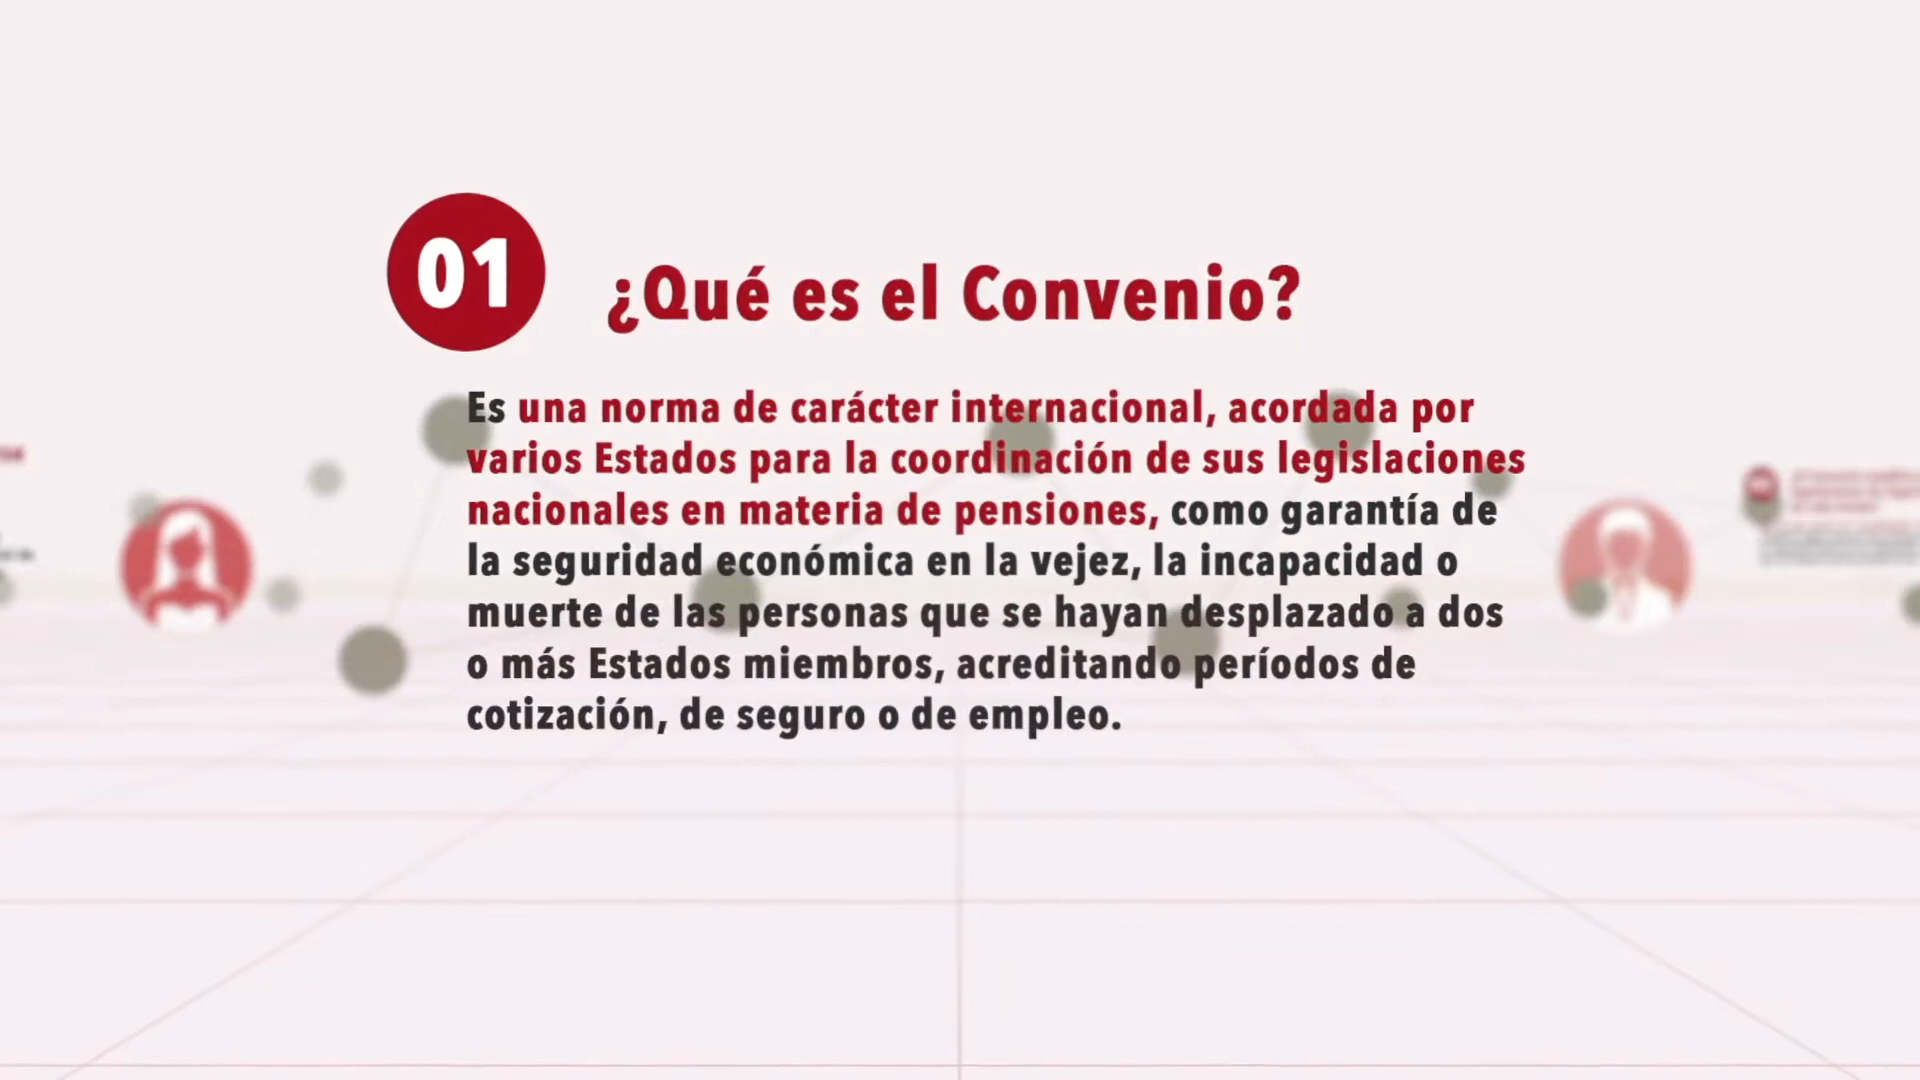 01
¿Qué es el Convenio?
Es una norma de carácter internacional, acordada por
varios Estados para la coordinación de sus legislaciones
nacionales en materia de pensiones, como garantía de
la seguridad económica en la vejez, la incapacidad o
muerte de las personas que se hayan desplazado a dos
o más Estados miembros, acreditando períodos de
cotización, de seguro o de empleo.